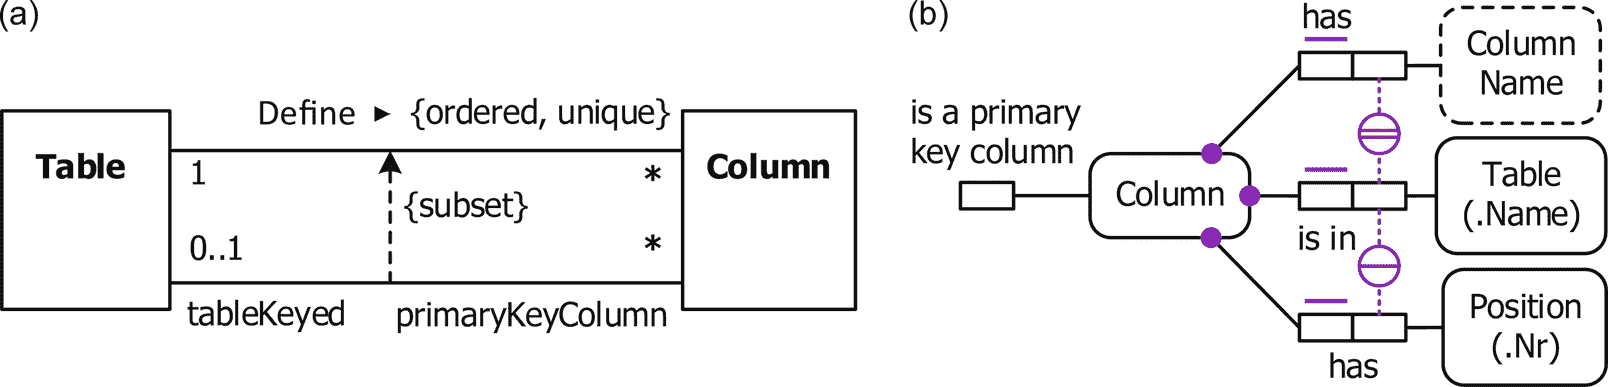 (a)
Define ► {ordered, unique}
Table
Column
1
*
{subset}
0..1
*
tableKeyed
primaryKeyColumn
(b)
has
Column
Name
is a primary
key column
Column
Table
(.Name)
is in
Position
(.Nr)
has